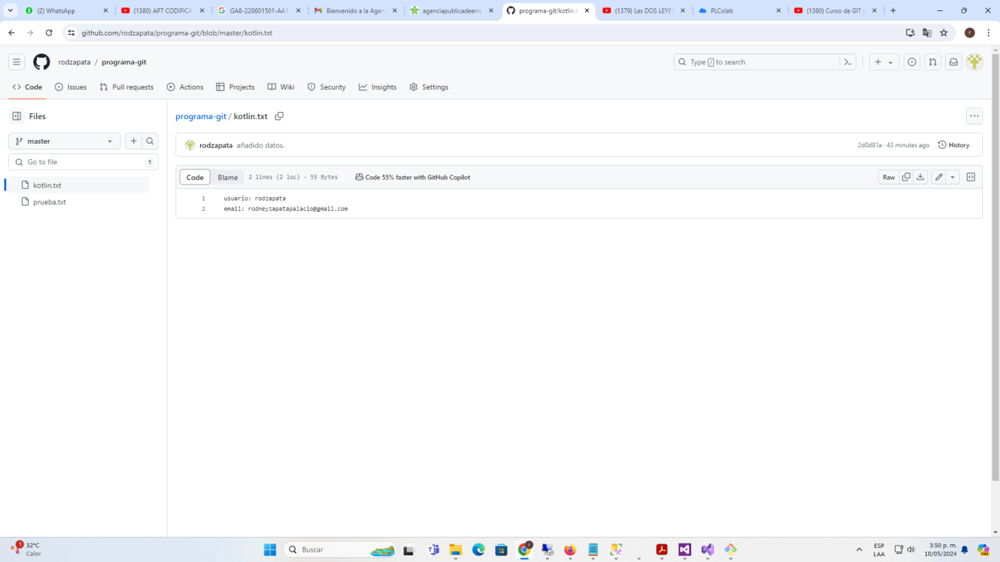 (2) WhatsApp
(1380) AP7 CODIFICA
GA8-220601501-AA1
Bienvenido a la Agen
agenciapublicadeemp
programa-git/kotlin.t
(1379) Las DOS LEYES
PLColab
(1380) Curso de GIT y
github.com/rodzapata/programa-git/blob/master/kotlin.txt
r
rodzapata / programa-git
Type / to search
Code
Issues
Pull requests
Actions
Projects
Wiki
Security
Insights
Settings
Files
programa-git / kotlin.txt
master
rodzapata añadido datos.
2d0d81a · 43 minutes ago
History
Go to file
t
Code
Blame
2 lines (2 loc) · 55 Bytes
Code 55% faster with GitHub Copilot
Raw
kotlin.txt
prueba.txt
1 usuario: rodzapata
2 email: rodneyzapatapalacio@gmail.com
1
32°C
Calor
Buscar
ESP
LAA
3:50 p. m.
10/05/2024
PRE